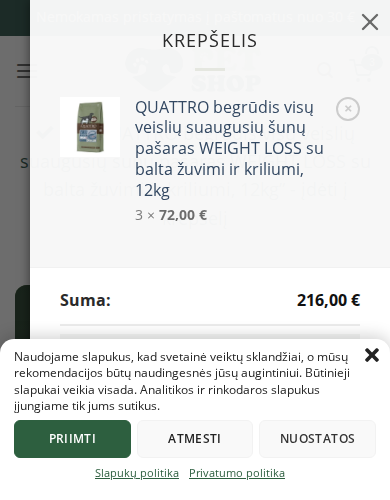 KREPŠELIS
QUATTRO begrūdis visų
veislių suaugusių šunų
pašaras WEIGHT LOSS su
balta žuvimi ir kriliumi,
12kg
×
3 × 72,00 €
Suma:
216,00 €
Naudojame slapukus, kad svetainė veiktų sklandžiai, o mūsų
rekomendacijos būtų naudingesnės jūsų augintiniui. Būtinieji
slapukai veikia visada. Analitikos ir rinkodaros slapukus
įjungiame tik jums sutikus.
PRIIMTI
ATMESTI
NUOSTATOS
Slapukų politika
Privatumo politika